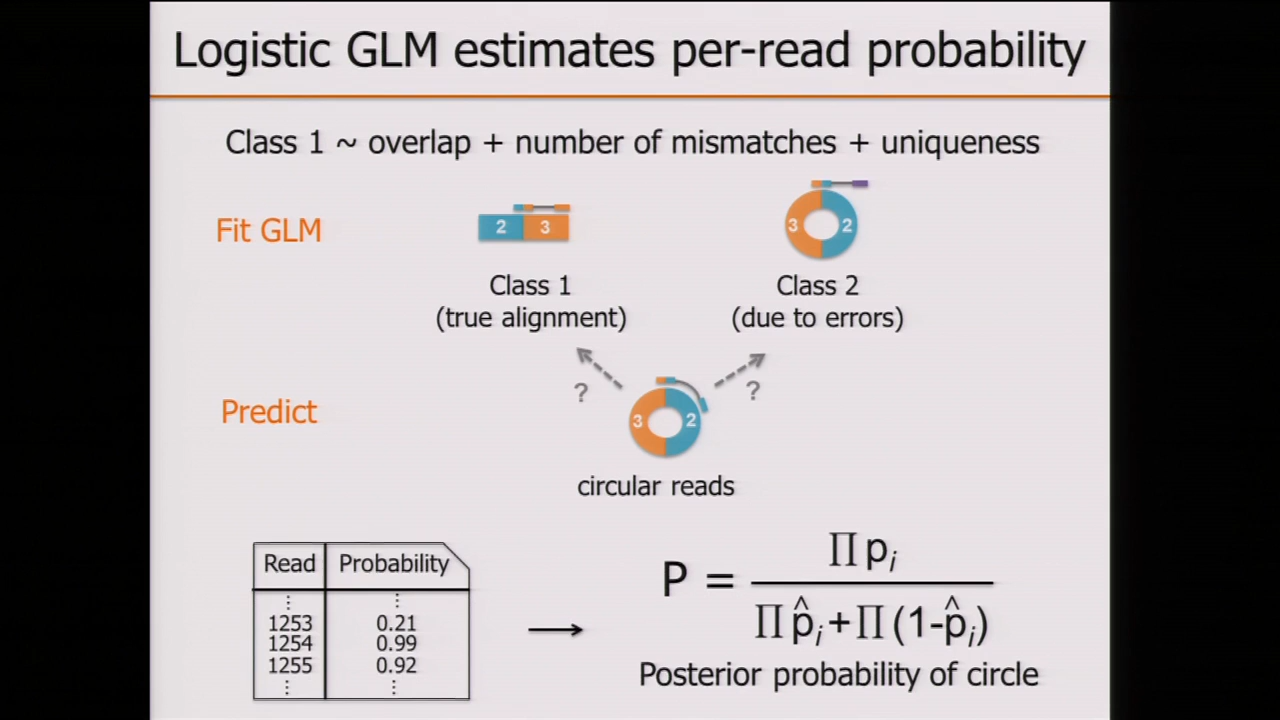 Logistic GLM estimates per-read probability
Class 1 ~ overlap + number of mismatches + uniqueness
Fit GLM
2 3
3 2
Class 1
(true alignment)
Class 2
(due to errors)
? ?
Predict
3 2
circular reads
Read Probability
⋮ ⋮
1253 0.21
1254 0.99
1255 0.92
⋮ ⋮
→
P = ∏ pᵢ / ∏ p̂ᵢ+∏ (1-p̂ᵢ)
Posterior probability of circle